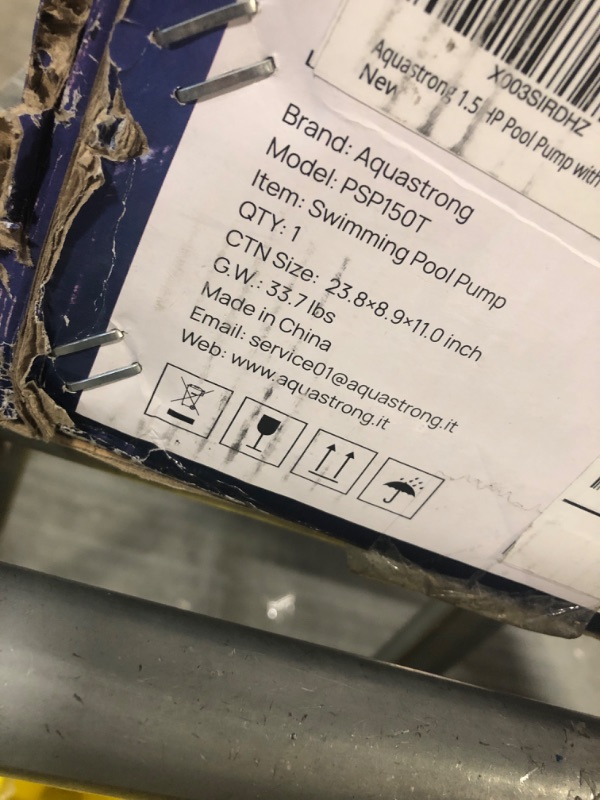 X003SIRDHZ
Aquastrong 1.5 HP Pool Pump with
New
Brand: Aquastrong
Model: PSP150T
Item: Swimming Pool Pump
QTY: 1
CTN Size: 23.8×8.9×11.0 inch
G.W.: 33.7 lbs
Made in China
Email: service01@aquastrong.it
Web: www.aquastrong.it